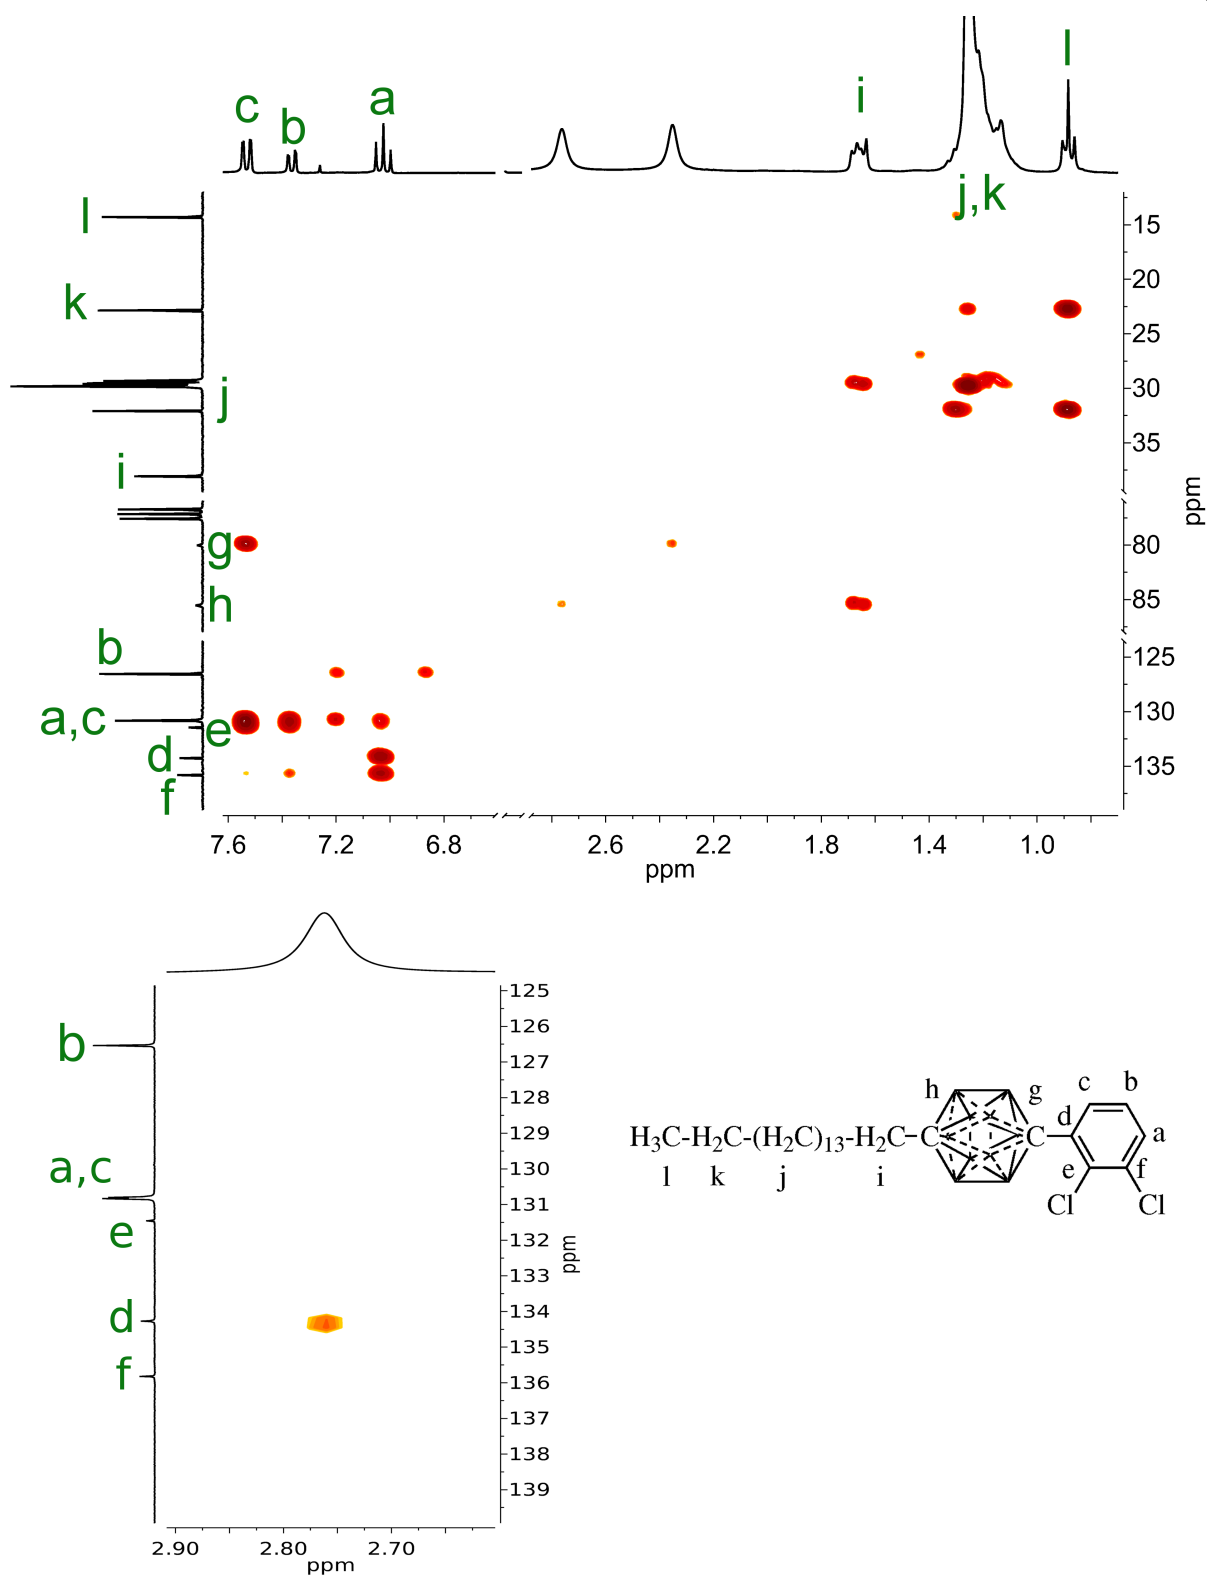 c
b
a
i
l
j,k
l
k
j
i
g
h
b
a,c
e
d
f
15
20
25
30
35
80
85
125
130
135
ppm
7.6 7.2 6.8 2.6 2.2 1.8 1.4 1.0
ppm
b
a,c
e
d
f
125
126
127
128
129
130
131
132
133
134
135
136
137
138
139
ppm
2.90 2.80 2.70
ppm
h g c b
d
H3C-H2C-(H2C)13-H2C C C a
l k j i e f
Cl Cl